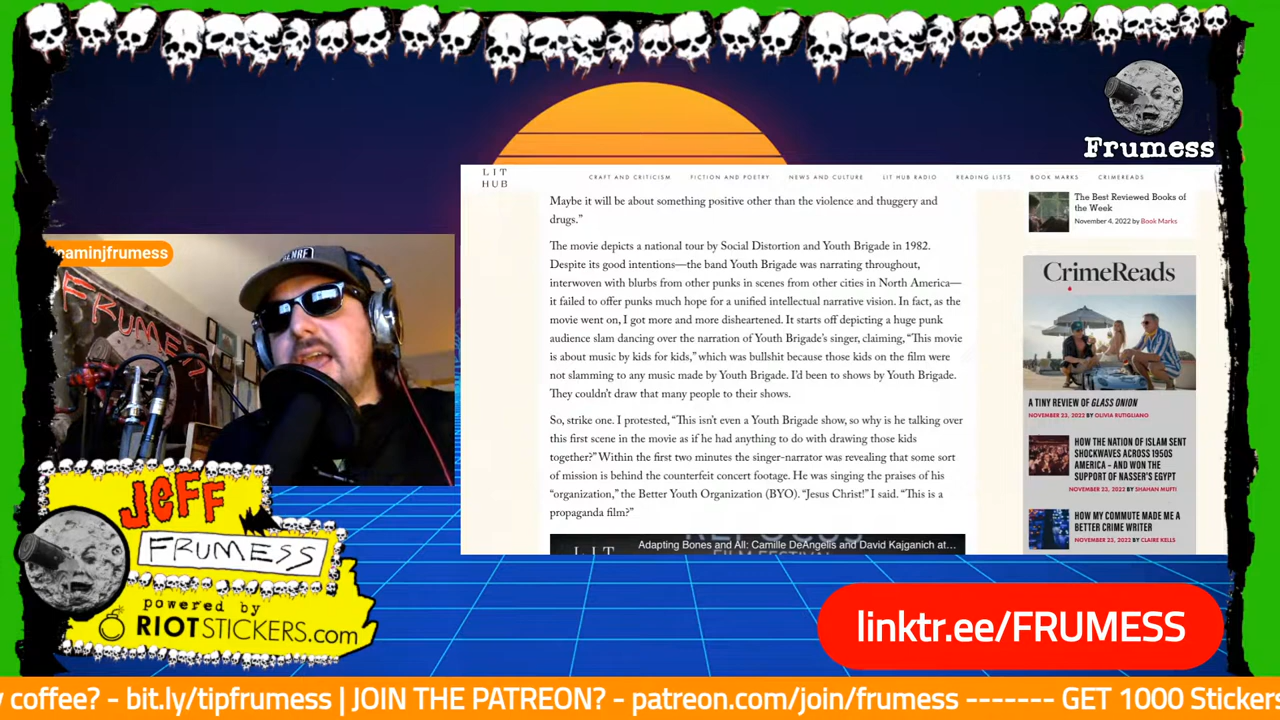 Frumess
LIT
HUB
CRAFT AND CRITICISM FICTION AND POETRY NEWS AND CULTURE LIT HUB RADIO READING LISTS BOOK MARKS CRIMEREADS
Maybe it will be about something positive other than the violence and thuggery and
drugs.”
The movie depicts a national tour by Social Distortion and Youth Brigade in 1982.
Despite its good intentions—the band Youth Brigade was narrating throughout,
interwoven with blurbs from other punks in scenes from other cities in North America—
it failed to offer punks much hope for a unified intellectual narrative vision. In fact, as the
movie went on, I got more and more disheartened. It starts off depicting a huge punk
audience slam dancing over the narration of Youth Brigade’s singer, claiming, “This movie
is about music by kids for kids,” which was bullshit because those kids on the film were
not slamming to any music made by Youth Brigade. I’d been to shows by Youth Brigade.
They couldn’t draw that many people to their shows.
So, strike one. I protested, “This isn’t even a Youth Brigade show, so why is he talking over
this first scene in the movie as if he had anything to do with drawing those kids
together?” Within the first two minutes the singer-narrator was revealing that some sort
of mission is behind the counterfeit concert footage. He was singing the praises of his
“organization,” the Better Youth Organization (BYO). “Jesus Christ!” I said. “This is a
propaganda film?”
LIT
Adapting Bones and All: Camille DeAngelis and David Kajganich at...
The Best Reviewed Books of
the Week
November 4, 2022 by Book Marks
CrimeReads
A TINY REVIEW OF GLASS ONION
NOVEMBER 23, 2022 BY OLIVIA RUTIGLIANO
HOW THE NATION OF ISLAM SENT
SHOCKWAVES ACROSS 1950S
AMERICA – AND WON THE
SUPPORT OF NASSER'S EGYPT
NOVEMBER 23, 2022 BY SHAHAN MUFTI
HOW MY COMMUTE MADE ME
A BETTER CRIME WRITER
NOVEMBER 23, 2022 BY CLAIRE KELLS
eaminjfrumess
GENRE
FRUMESS
JEFF
FRUMESS
powered by
RIOTSTICKERS.com
linktr.ee/FRUMESS
y coffee? - bit.ly/tipfrumess | JOIN THE PATREON? - patreon.com/join/frumess ------- GET 1000 Stickers